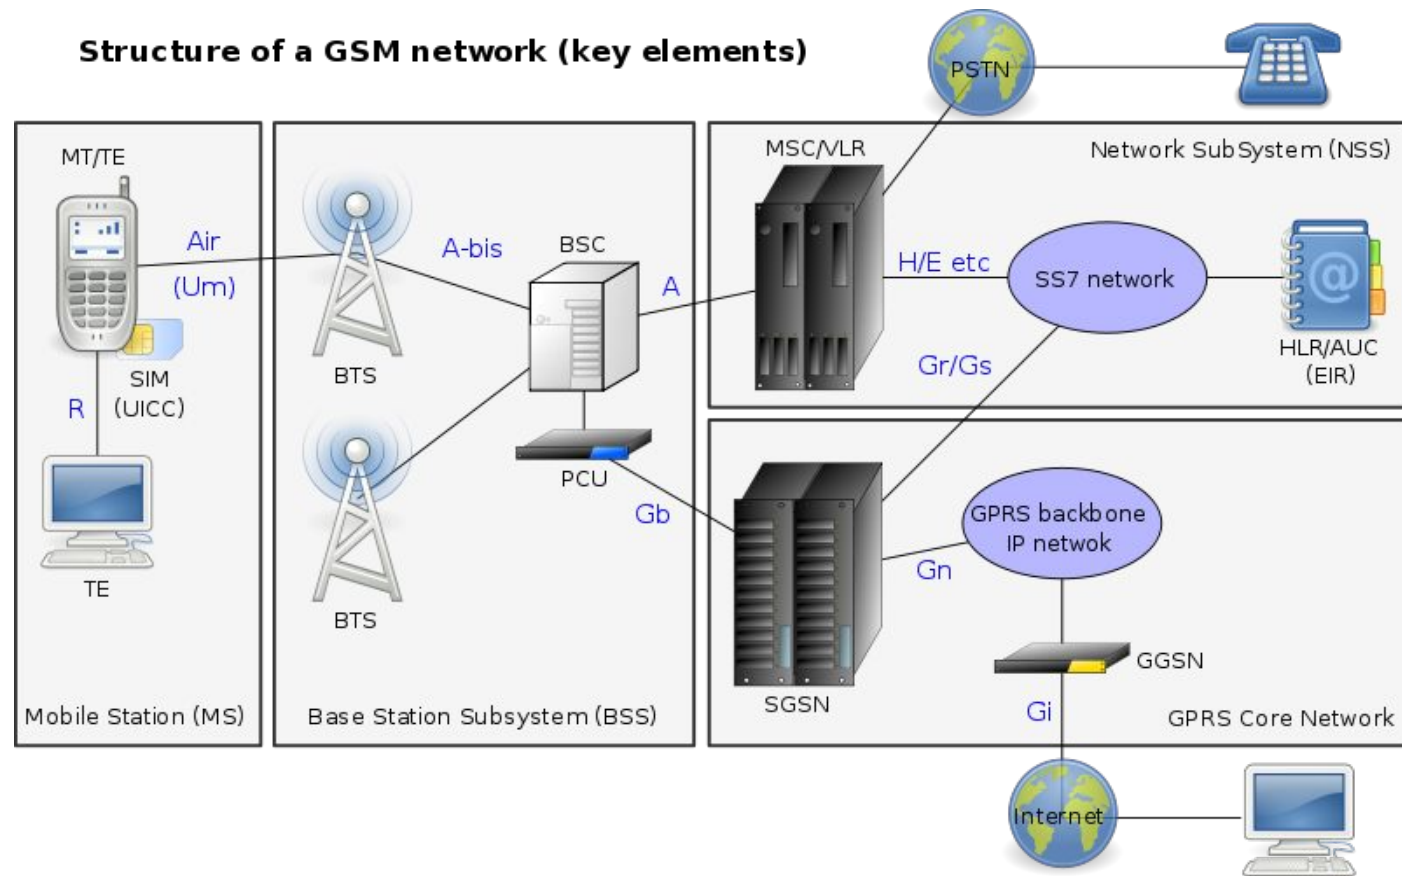 Structure of a GSM network (key elements)
PSTN
MT/TE
Air
(Um)
SIM
(UICC)
R
TE
Mobile Station (MS)
BTS
A-bis
BSC
A
BTS
PCU
Gb
Base Station Subsystem (BSS)
MSC/VLR
Network SubSystem (NSS)
H/E etc
SS7 network
HLR/AUC
(EIR)
Gr/Gs
SGSN
Gn
GPRS backbone
IP netwok
GGSN
Gi
GPRS Core Network
Internet